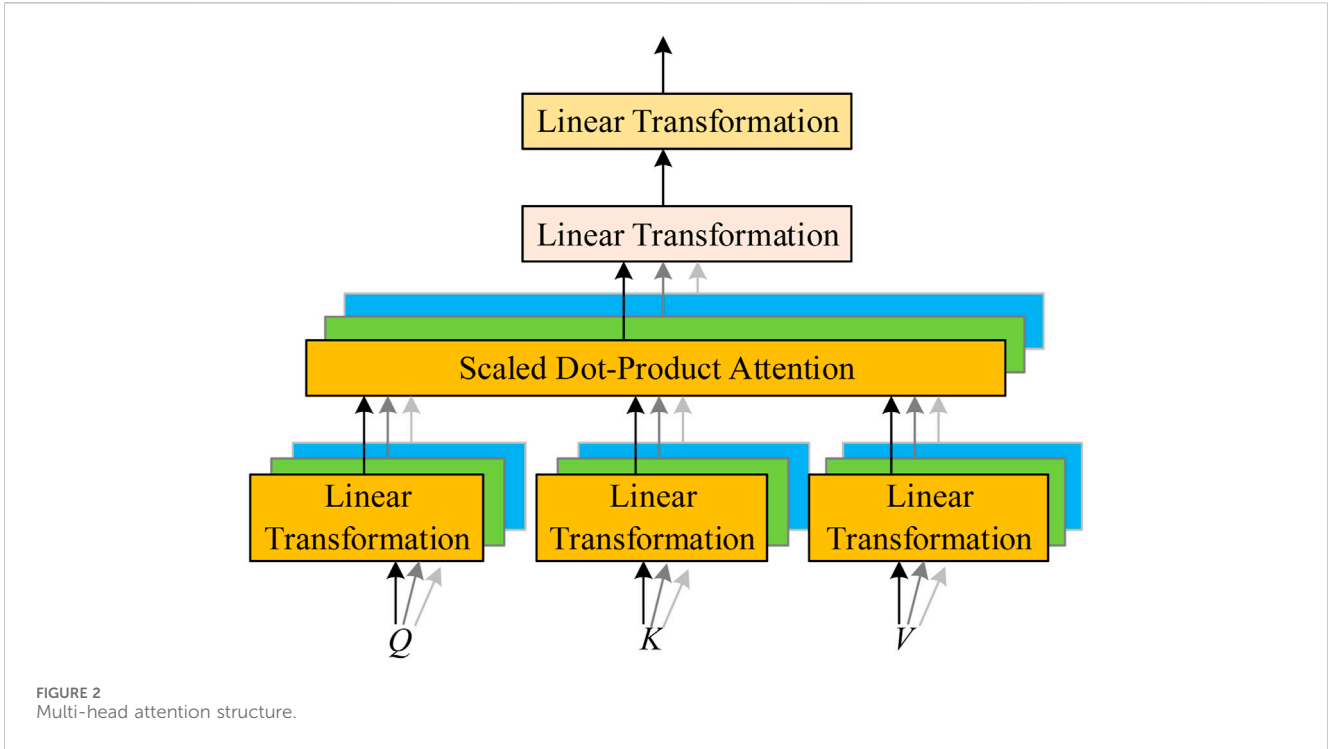 Linear Transformation
Linear Transformation
Scaled Dot-Product Attention
Linear
Transformation
Linear
Transformation
Linear
Transformation
Q
K
V
FIGURE 2
Multi-head attention structure.